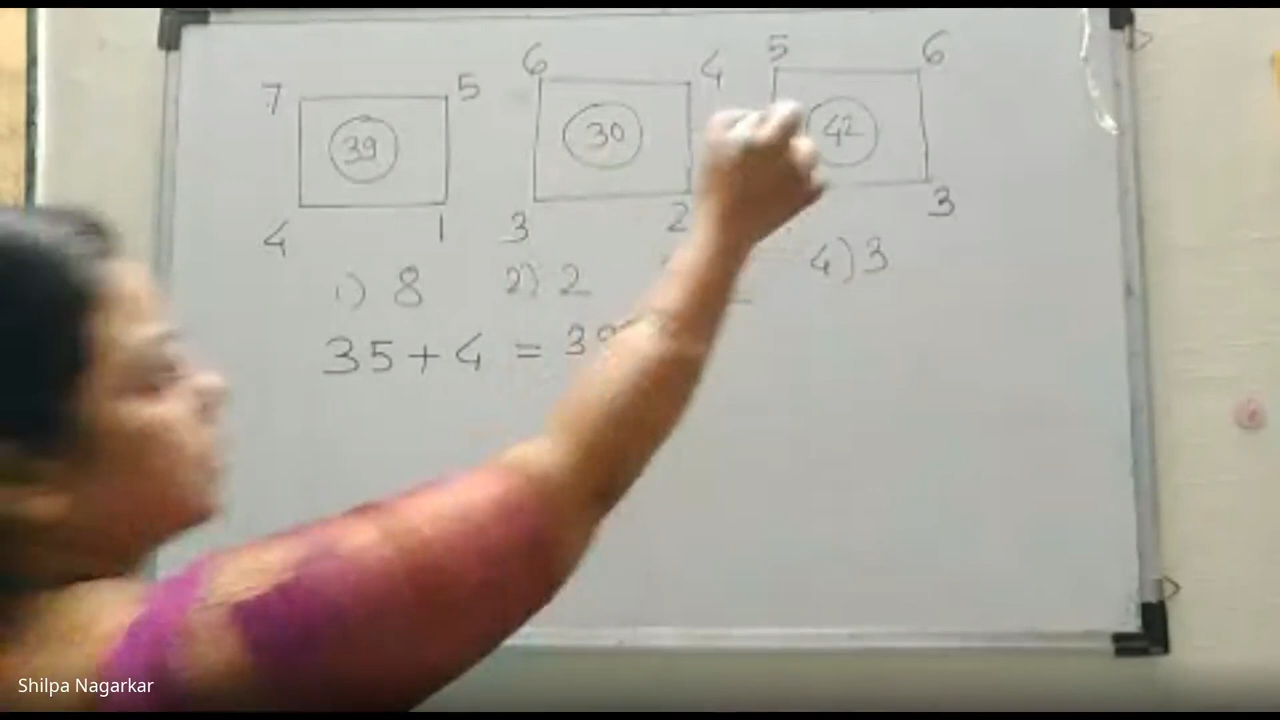 7 5 6 4 5 6
39 30 42
4 1 3 2 3
1) 8 2) 2 4) 3
35 + 4 = 39
Shilpa Nagarkar